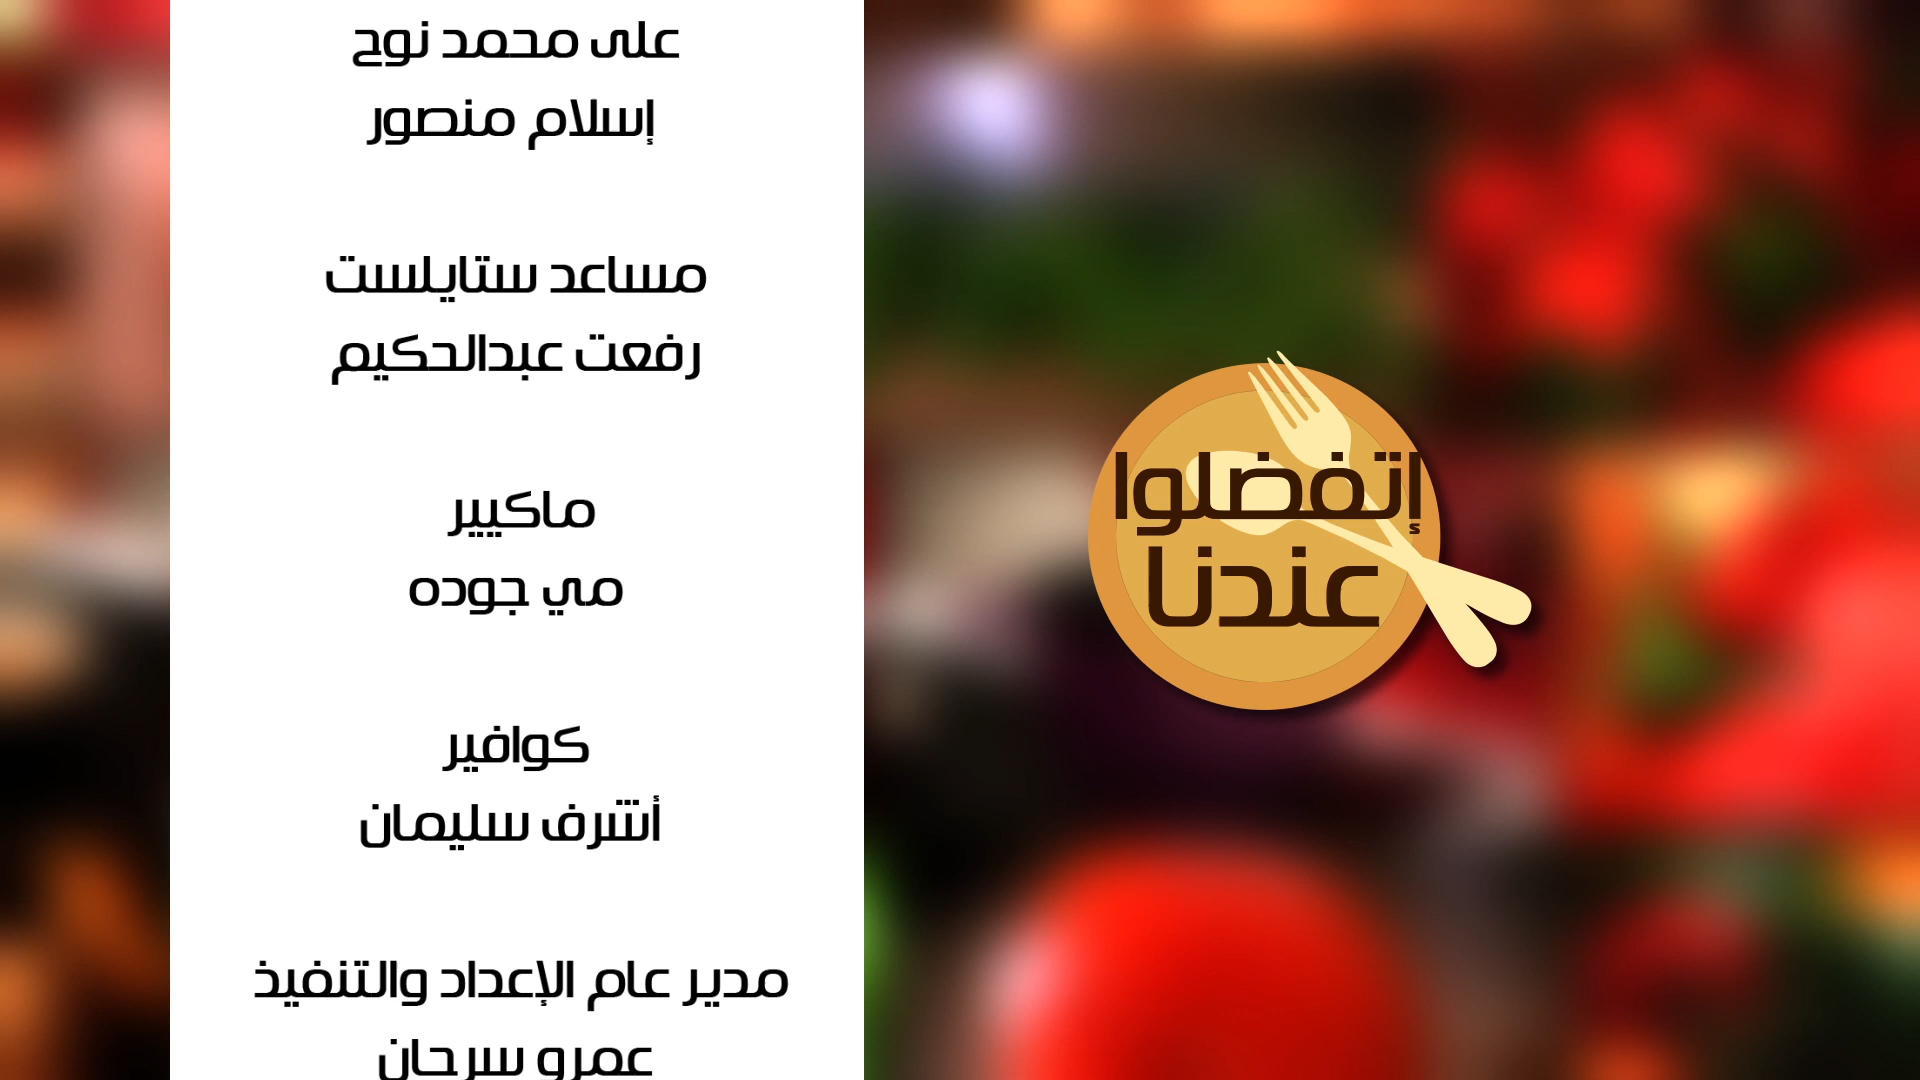 على محمد نوح
إسلام منصور
مساعد ستايلست
رفعت عبدالحكيم
ماكيير
مي جوده
كوافير
أشرف سليمان
مدير عام الإعداد والتنفيذ
عمرو سرحان
إتفضلوا
عندنا